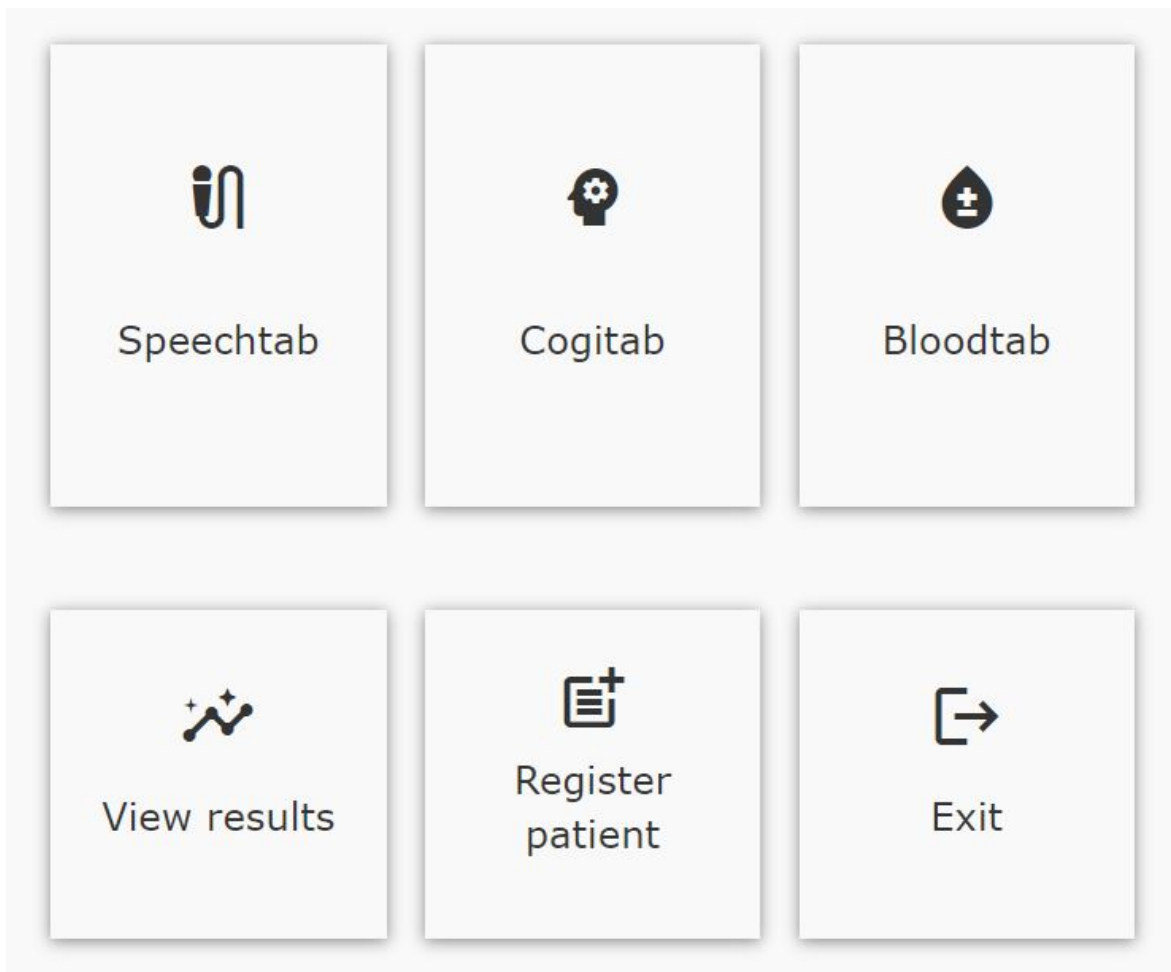 Speechtab
Cogitab
Bloodtab
View results
Register
patient
Exit